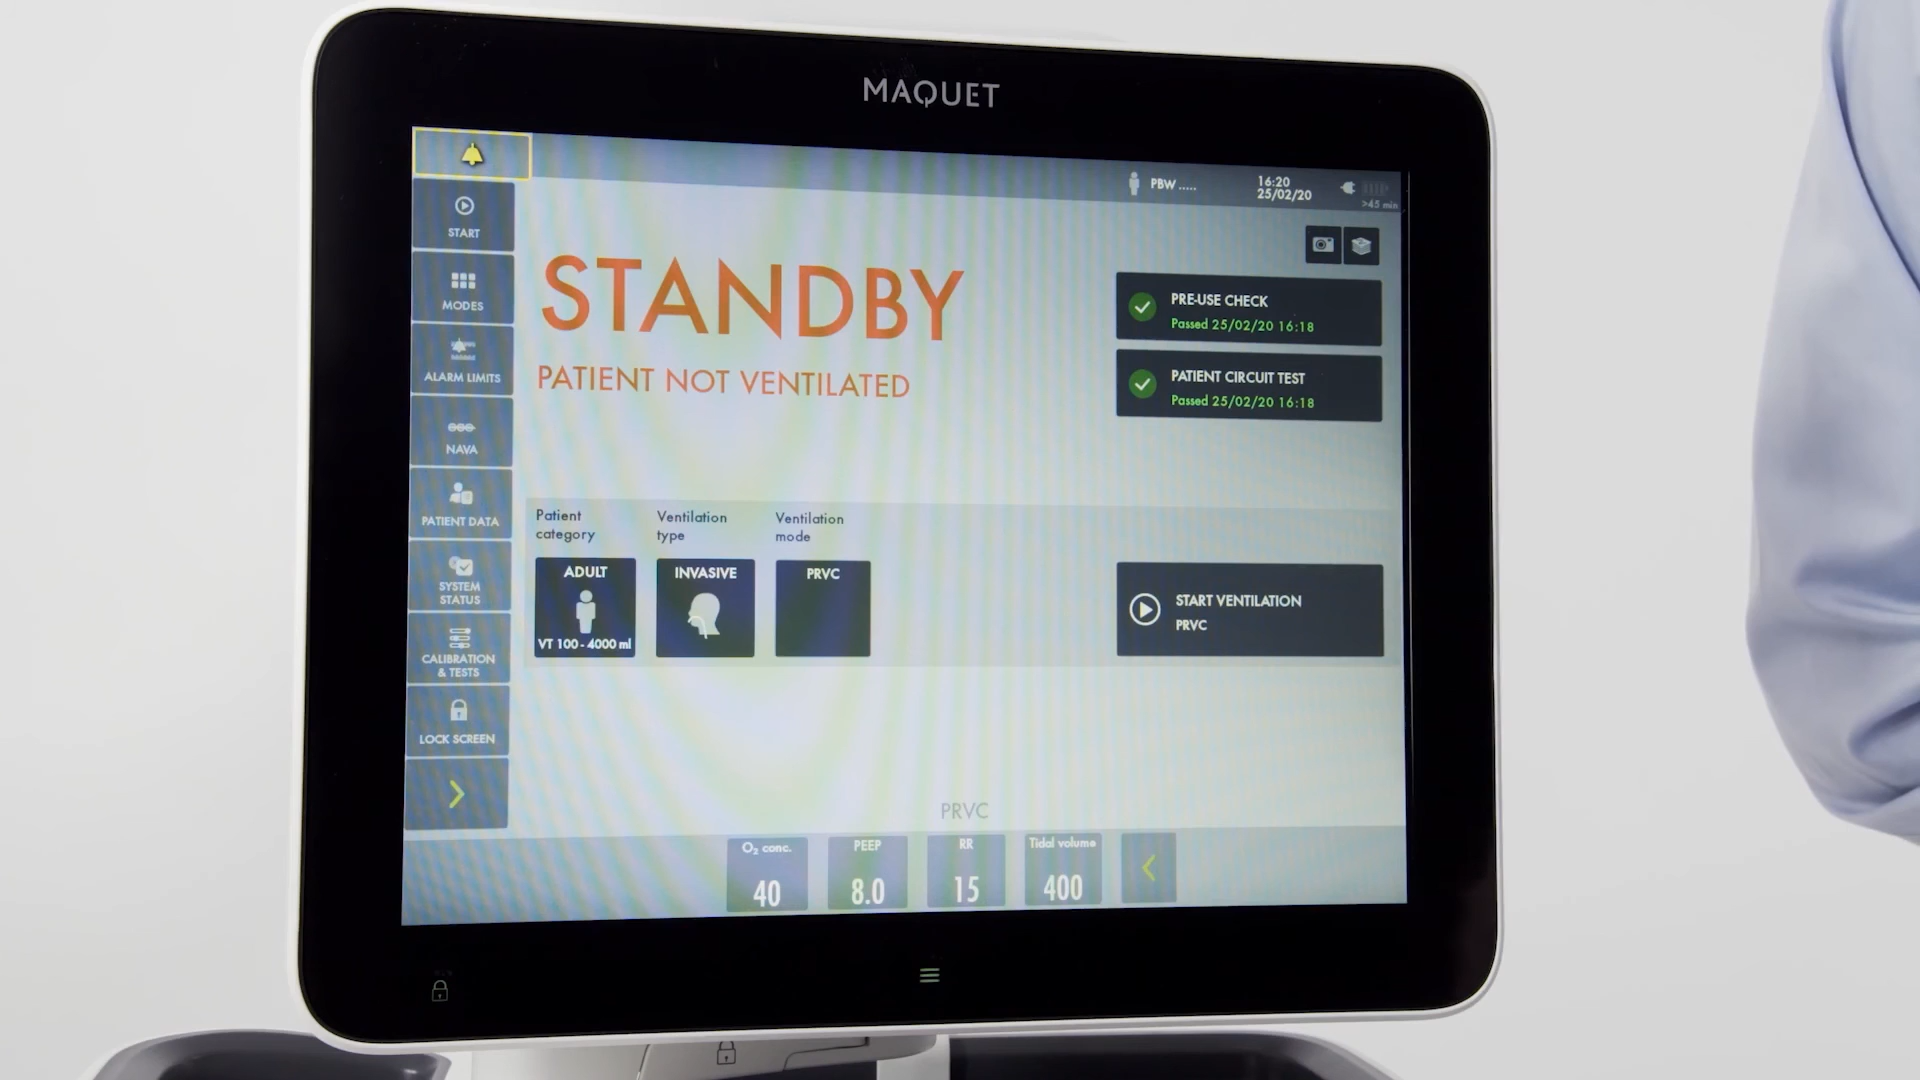 MAQUET
PBW .....
16:20
25/02/20
>45 min
START
MODES
ALARM LIMITS
NAVA
PATIENT DATA
SYSTEM
STATUS
CALIBRATION
& TESTS
LOCK SCREEN
STANDBY
PATIENT NOT VENTILATED
PRE-USE CHECK
Passed 25/02/20 16:18
PATIENT CIRCUIT TEST
Passed 25/02/20 16:18
Patient
category
Ventilation
type
Ventilation
mode
ADULT
VT 100 - 4000 ml
INVASIVE
PRVC
START VENTILATION
PRVC
PRVC
O₂ conc.
40
PEEP
8.0
RR
15
Tidal volume
400